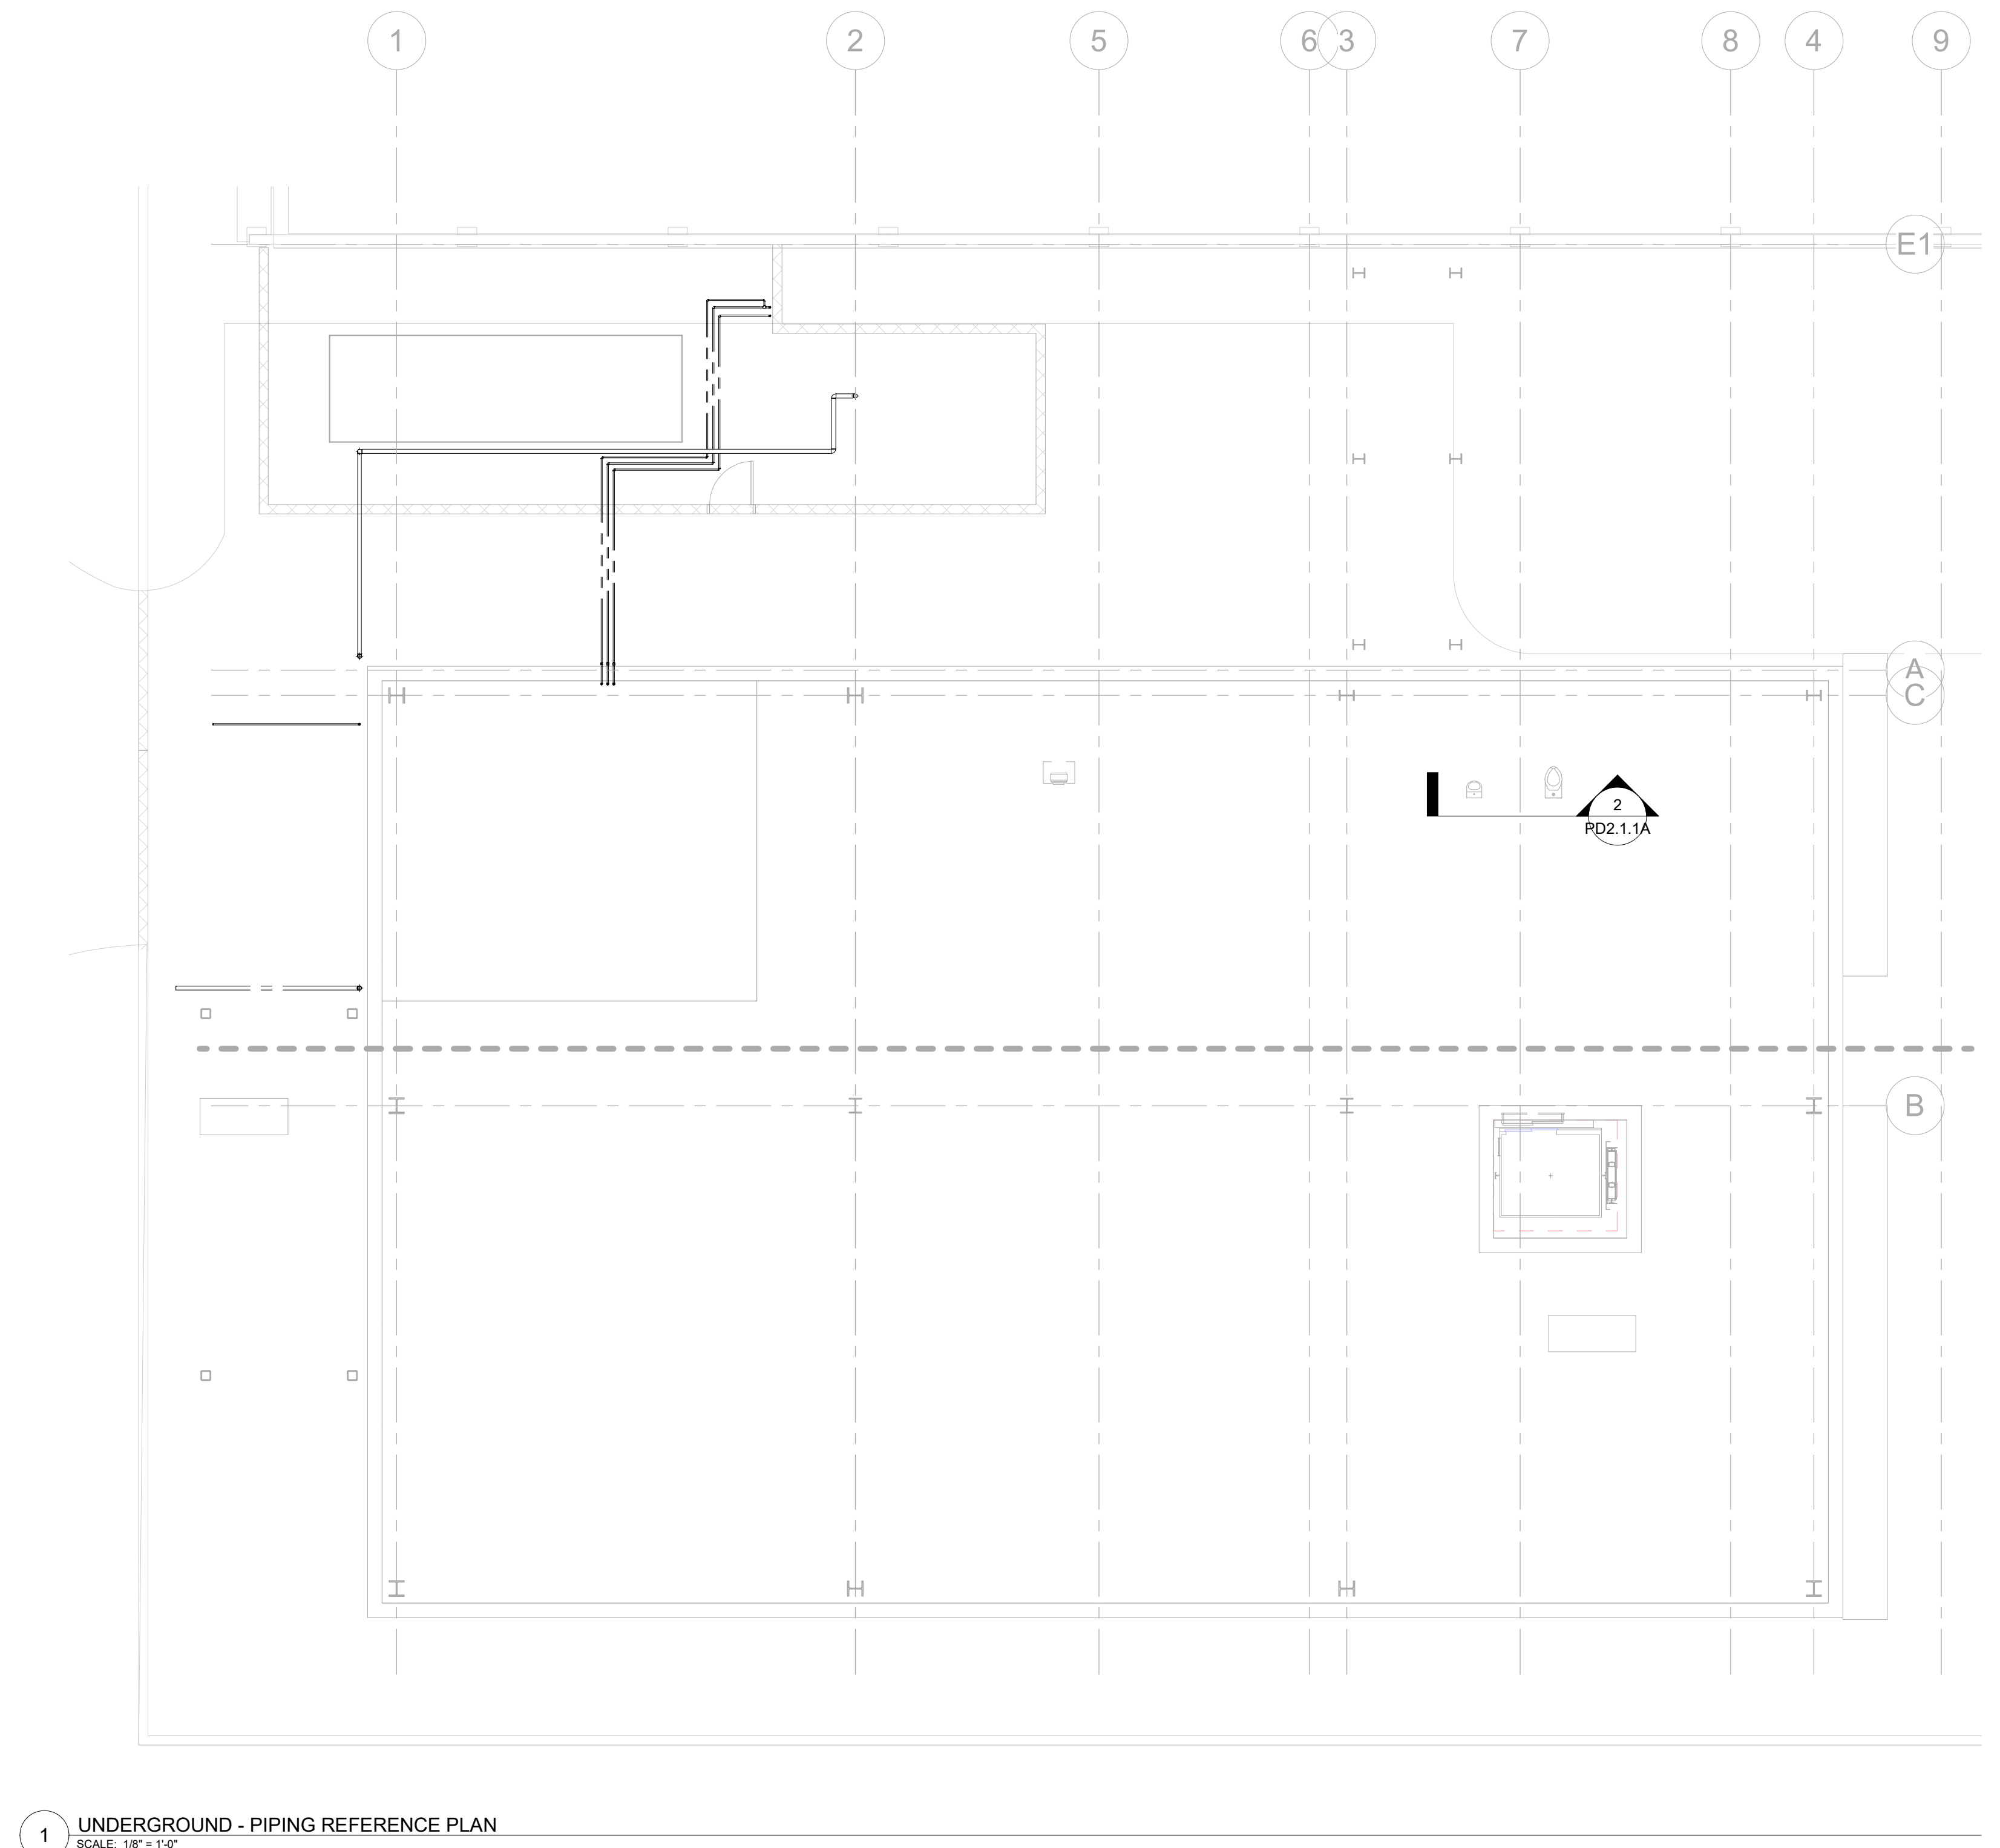 1 2 5 6 3 7 8 4 9
E1
A
C
2
PD2.1.1A
B
1 UNDERGROUND - PIPING REFERENCE PLAN
SCALE: 1/8" = 1'-0"